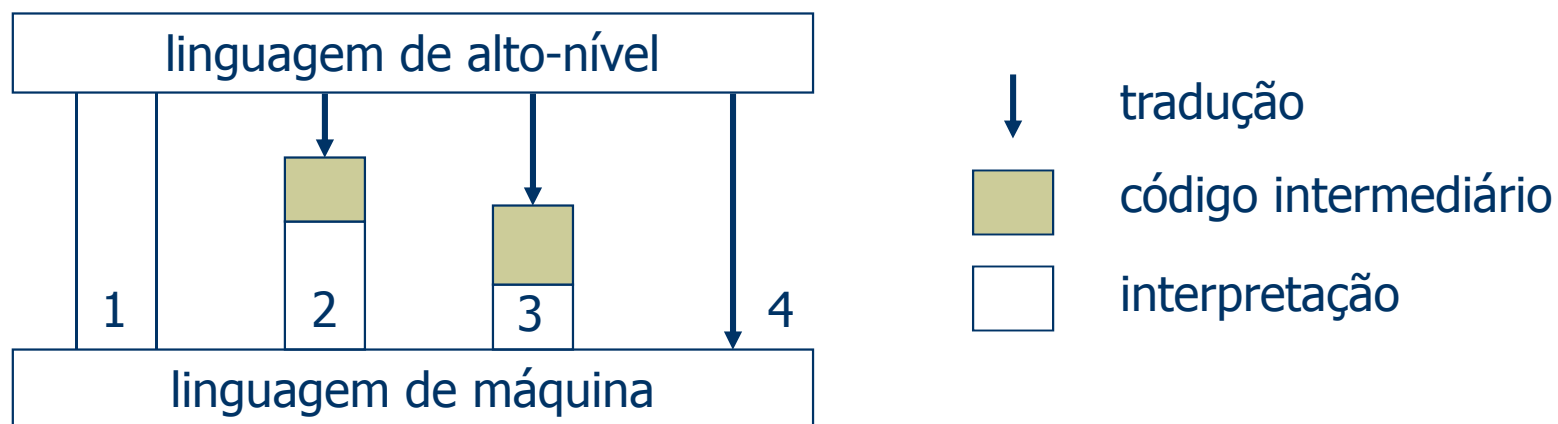 linguagem de alto-nível
1
2
3
4
linguagem de máquina
tradução
código intermediário
interpretação